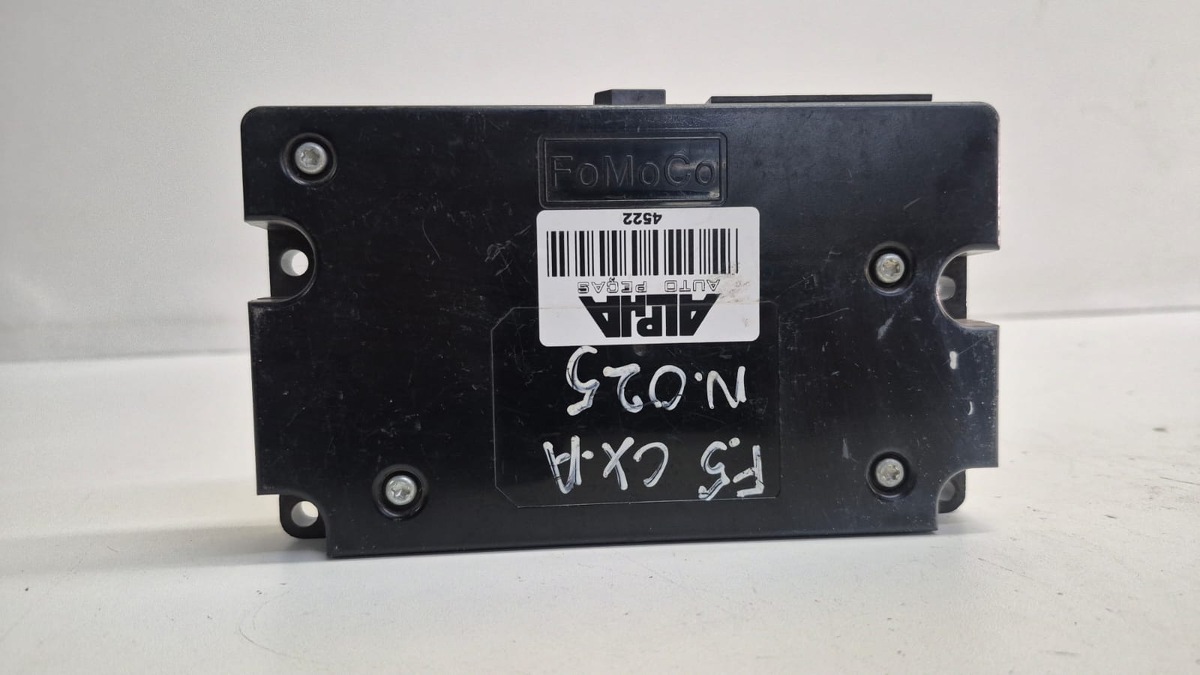 FoMoCo
ALPHA
AUTO PEÇAS
4522
F.5 CX.A
N.025